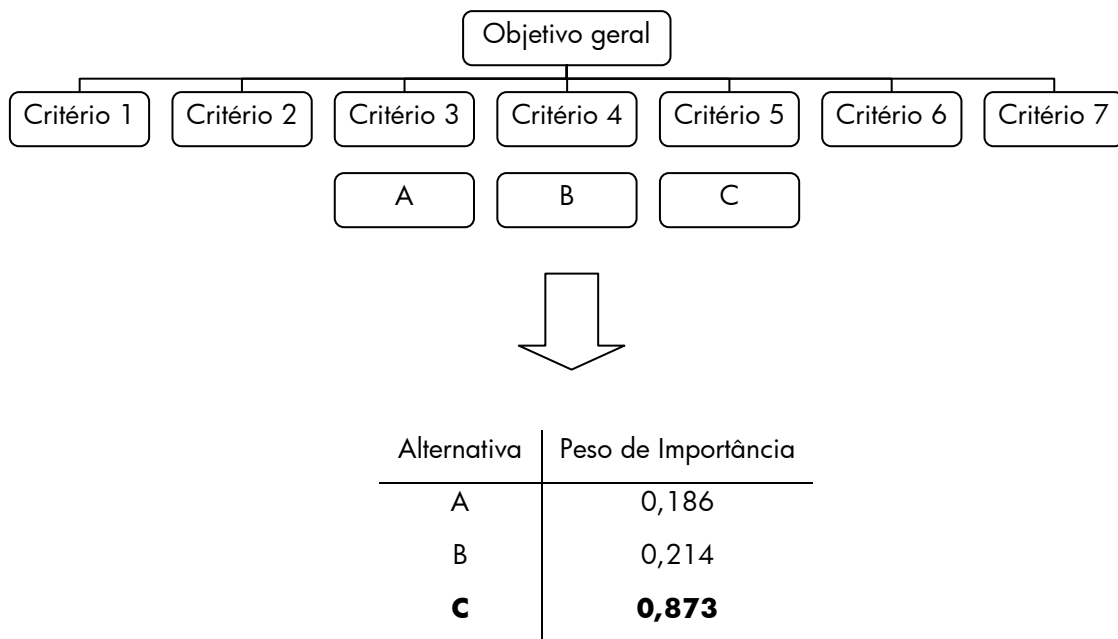 Objetivo geral
Critério 1 Critério 2 Critério 3 Critério 4 Critério 5 Critério 6 Critério 7
A B C
Alternativa Peso de Importância
A 0,186
B 0,214
C 0,873